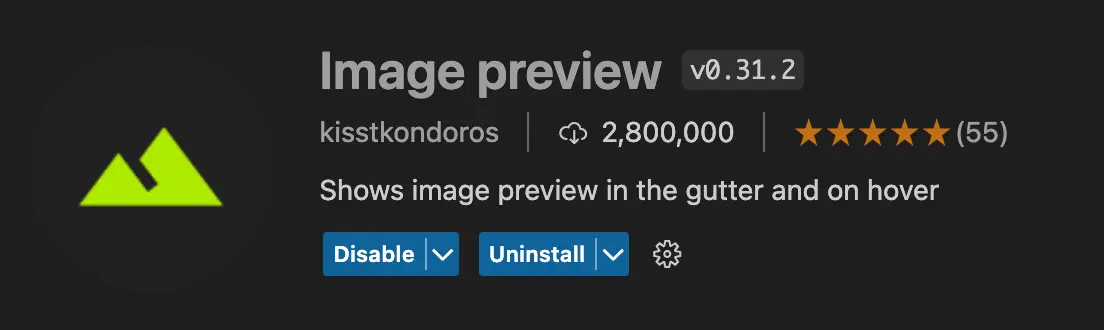 Image preview v0.31.2
kisstkondoros 2,800,000 (55)
Shows image preview in the gutter and on hover
Disable Uninstall